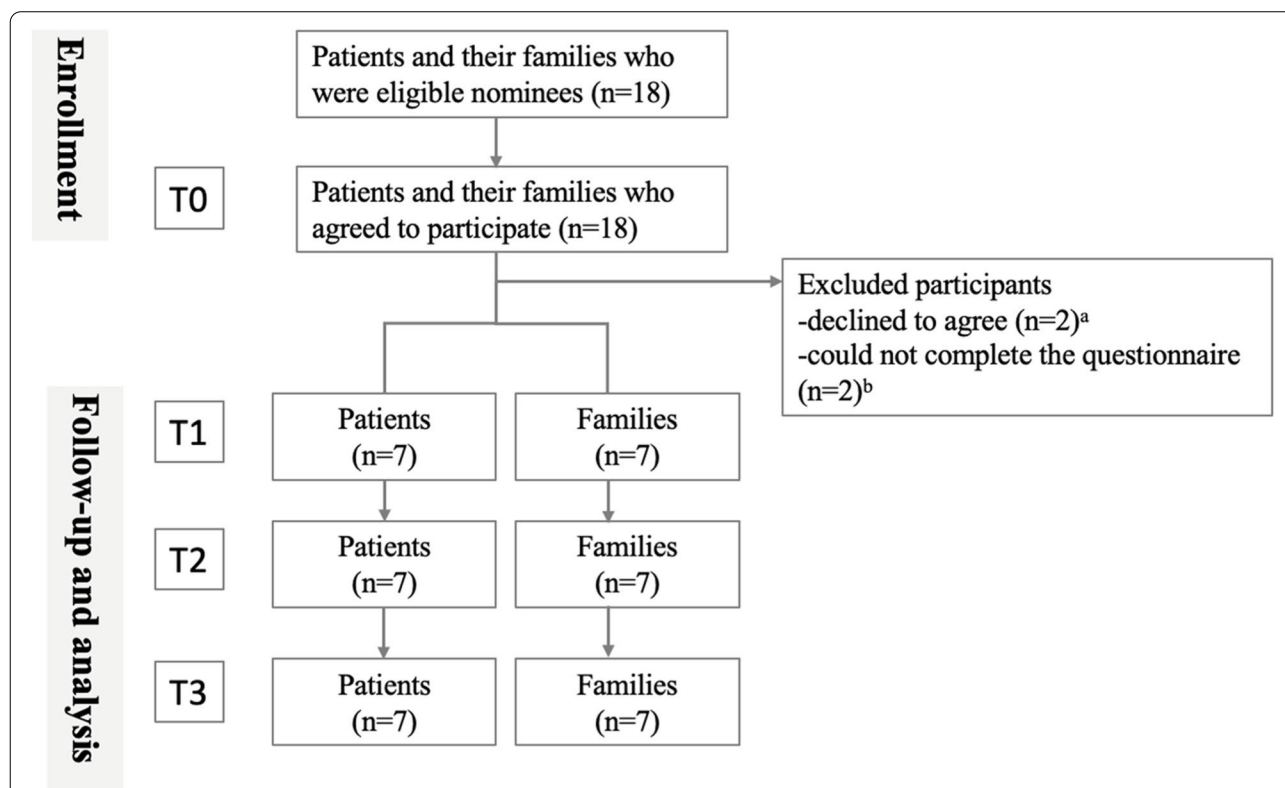 Enrollment
Patients and their families who
were eligible nominees (n=18)
T0
Patients and their families who
agreed to participate (n=18)
Excluded participants
-declined to agree (n=2)ᵃ
-could not complete the questionnaire
(n=2)ᵇ
Follow-up and analysis
T1
Patients
(n=7)
Families
(n=7)
T2
Patients
(n=7)
Families
(n=7)
T3
Patients
(n=7)
Families
(n=7)